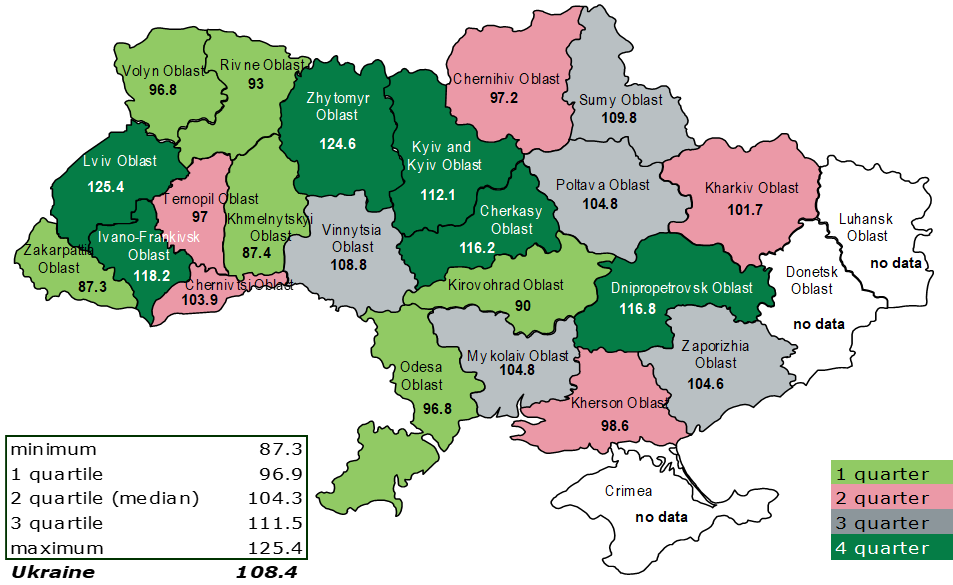 Volyn Oblast
96.8
Rivne Oblast
93
Zhytomyr
Oblast
124.6
Kyiv and
Kyiv Oblast
112.1
Chernihiv Oblast
97.2
Sumy Oblast
109.8
Lviv Oblast
125.4
Ternopil Oblast
97
Khmelnytskyi
Oblast
87.4
Vinnytsia
Oblast
108.8
Cherkasy
Oblast
116.2
Poltava Oblast
104.8
Kharkiv Oblast
101.7
Luhansk
Oblast
no data
Zakarpattia
Oblast
87.3
Ivano-Frankivsk
Oblast
118.2
Chernivtsi Oblast
103.9
Kirovohrad Oblast
90
Dnipropetrovsk Oblast
116.8
Donetsk
Oblast
no data
Odesa
Oblast
96.8
Mykolaiv Oblast
104.8
Zaporizhia
Oblast
104.6
Kherson Oblast
98.6
Crimea
no data
minimum 87.3
1 quartile 96.9
2 quartile (median) 104.3
3 quartile 111.5
maximum 125.4
Ukraine 108.4
1 quarter
2 quarter
3 quarter
4 quarter